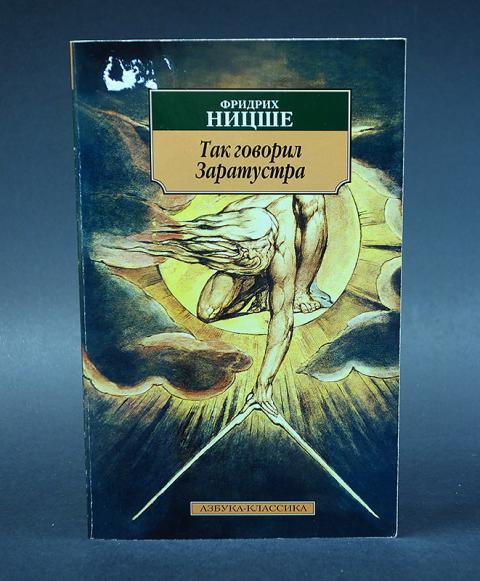 ФРИДРИХ
НИЦШЕ
Так говорил
Заратустра
АЗБУКА-КЛАССИКА